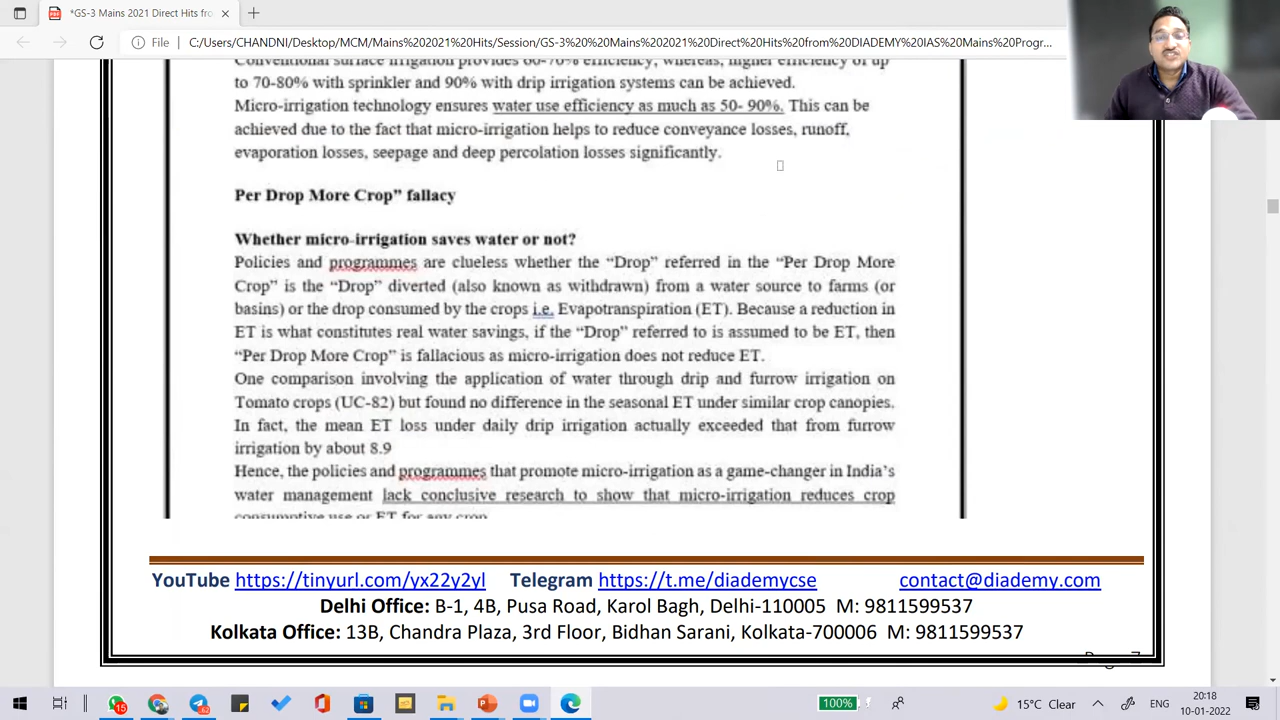 *GS-3 Mains 2021 Direct Hits fro
File
C:/Users/CHANDNI/Desktop/MCM/Mains%202021%20Hits/Session/GS-3%20%20Mains%202021%20Direct%20Hits%20from%20DIADEMY%20IAS%20Mains%20Progr...
Conventional surface irrigation provides 60-70% efficiency, whereas, higher efficiency of up
to 70-80% with sprinkler and 90% with drip irrigation systems can be achieved.
Micro-irrigation technology ensures water use efficiency as much as 50- 90%. This can be
achieved due to the fact that micro-irrigation helps to reduce conveyance losses, runoff,
evaporation losses, seepage and deep percolation losses significantly.
Per Drop More Crop” fallacy
Whether micro-irrigation saves water or not?
Policies and programmes are clueless whether the “Drop” referred in the “Per Drop More
Crop” is the “Drop” diverted (also known as withdrawn) from a water source to farms (or
basins) or the drop consumed by the crops i.e. Evapotranspiration (ET). Because a reduction in
ET is what constitutes real water savings, if the “Drop” referred to is assumed to be ET, then
“Per Drop More Crop” is fallacious as micro-irrigation does not reduce ET.
One comparison involving the application of water through drip and furrow irrigation on
Tomato crops (UC-82) but found no difference in the seasonal ET under similar crop canopies.
In fact, the mean ET loss under daily drip irrigation actually exceeded that from furrow
irrigation by about 8.9
Hence, the policies and programmes that promote micro-irrigation as a game-changer in India’s
water management lack conclusive research to show that micro-irrigation reduces crop
consumptive use or ET for any crop
YouTube https://tinyurl.com/yx22y2yl Telegram https://t.me/diademycse contact@diademy.com
Delhi Office: B-1, 4B, Pusa Road, Karol Bagh, Delhi-110005 M: 9811599537
Kolkata Office: 13B, Chandra Plaza, 3rd Floor, Bidhan Sarani, Kolkata-700006 M: 9811599537
15
62
100%
15°C Clear
ENG
20:18
10-01-2022